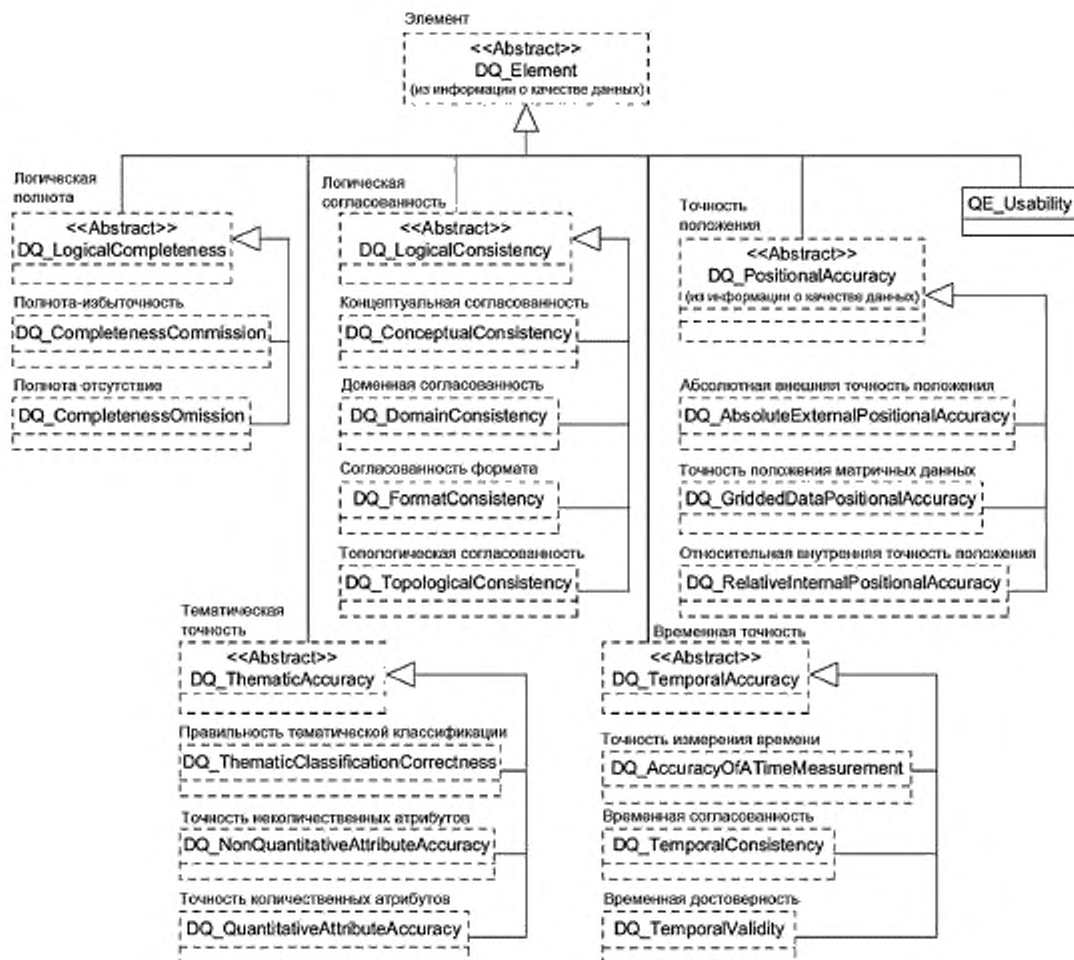 Элемент
<<Abstract>>
DQ_Element
(из информации о качестве данных)
Логическая
полнота
<<Abstract>>
DQ_LogicalCompleteness
Полнота-избыточность
DQ_CompletenessCommission
Полнота отсутствие
DQ_CompletenessOmission
Логическая
согласованность
<<Abstract>>
DQ_LogicalConsistency
Концептуальная согласованность
DQ_ConceptualConsistency
Доменная согласованность
DQ_DomainConsistency
Согласованность формата
DQ_FormatConsistency
Топологическая согласованность
DQ_TopologicalConsistency
Точность
положения
<<Abstract>>
DQ_PositionalAccuracy
(из информации о качестве данных)
Абсолютная внешняя точность положения
DQ_AbsoluteExternalPositionalAccuracy
Точность положения матричных данных
DQ_GriddedDataPositionalAccuracy
Относительная внутренняя точность положения
DQ_RelativeInternalPositionalAccuracy
QE_Usability
Тематическая
точность
<<Abstract>>
DQ_ThematicAccuracy
Правильность тематической классификации
DQ_ThematicClassificationCorrectness
Точность неколичественных атрибутов
DQ_NonQuantitativeAttributeAccuracy
Точность количественных атрибутов
DQ_QuantitativeAttributeAccuracy
Временная точность
<<Abstract>>
DQ_TemporalAccuracy
Точность измерения времени
DQ_AccuracyOfATimeMeasurement
Временная согласованность
DQ_TemporalConsistency
Временная достоверность
DQ_TemporalValidity